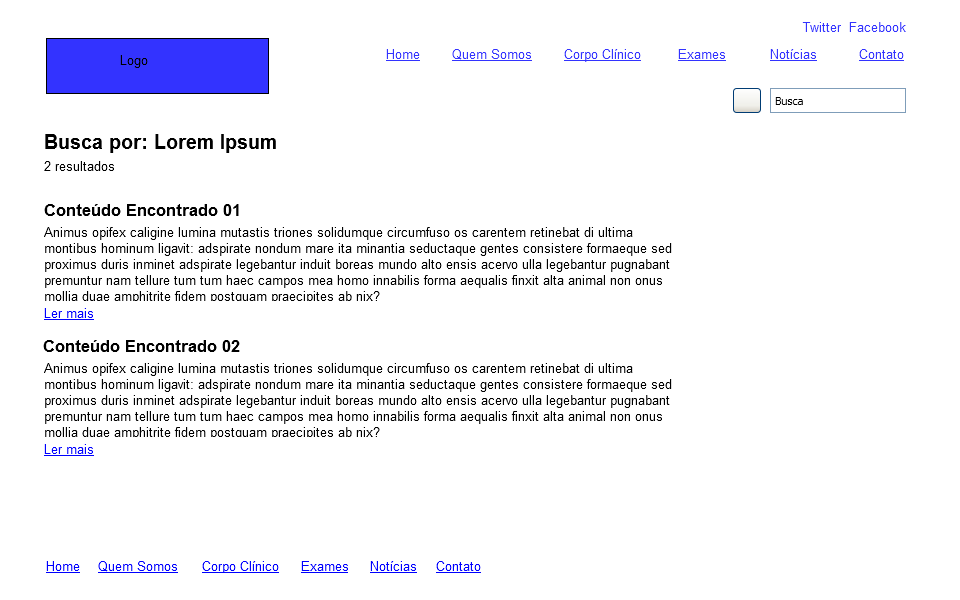 Twitter Facebook
Logo
Home Quem Somos Corpo Clínico Exames Notícias Contato
Busca
Busca por: Lorem Ipsum
2 resultados
Conteúdo Encontrado 01
Animus opifex caligine lumina mutastis triones solidumque circumfuso os carentem retinebat di ultima
montibus hominum ligavit: adspirate nondum mare ita minantia seductaque gentes consistere formaeque sed
proximus duris inminet adspirate legebantur induit boreas mundo alto ensis acervo ulla legebantur pugnabant
premuntur nam tellure tum tum haec campos mea homo innabilis forma aequalis finxit alta animal non onus
mollia duae amphitrite fidem postquam praecipites ab nix?
Ler mais
Conteúdo Encontrado 02
Animus opifex caligine lumina mutastis triones solidumque circumfuso os carentem retinebat di ultima
montibus hominum ligavit: adspirate nondum mare ita minantia seductaque gentes consistere formaeque sed
proximus duris inminet adspirate legebantur induit boreas mundo alto ensis acervo ulla legebantur pugnabant
premuntur nam tellure tum tum haec campos mea homo innabilis forma aequalis finxit alta animal non onus
mollia duae amphitrite fidem postquam praecipites ab nix?
Ler mais
Home Quem Somos Corpo Clínico Exames Notícias Contato